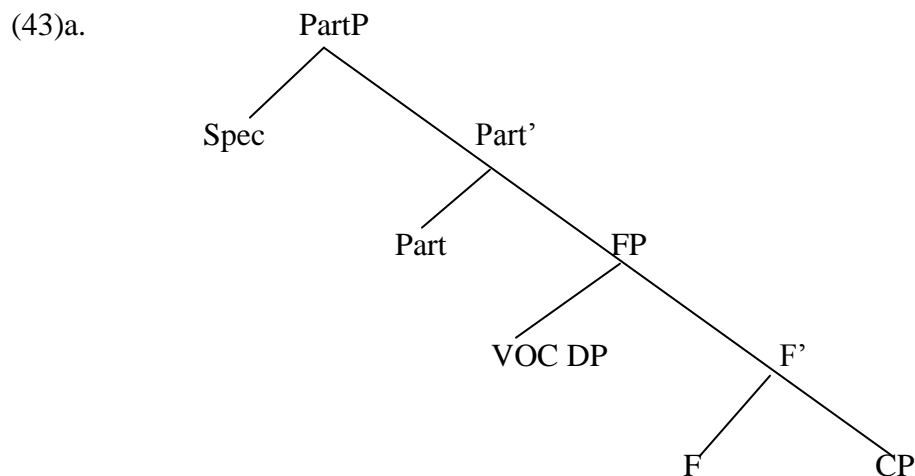 (43)a. PartP
Spec Part’
Part FP
VOC DP F’
F CP